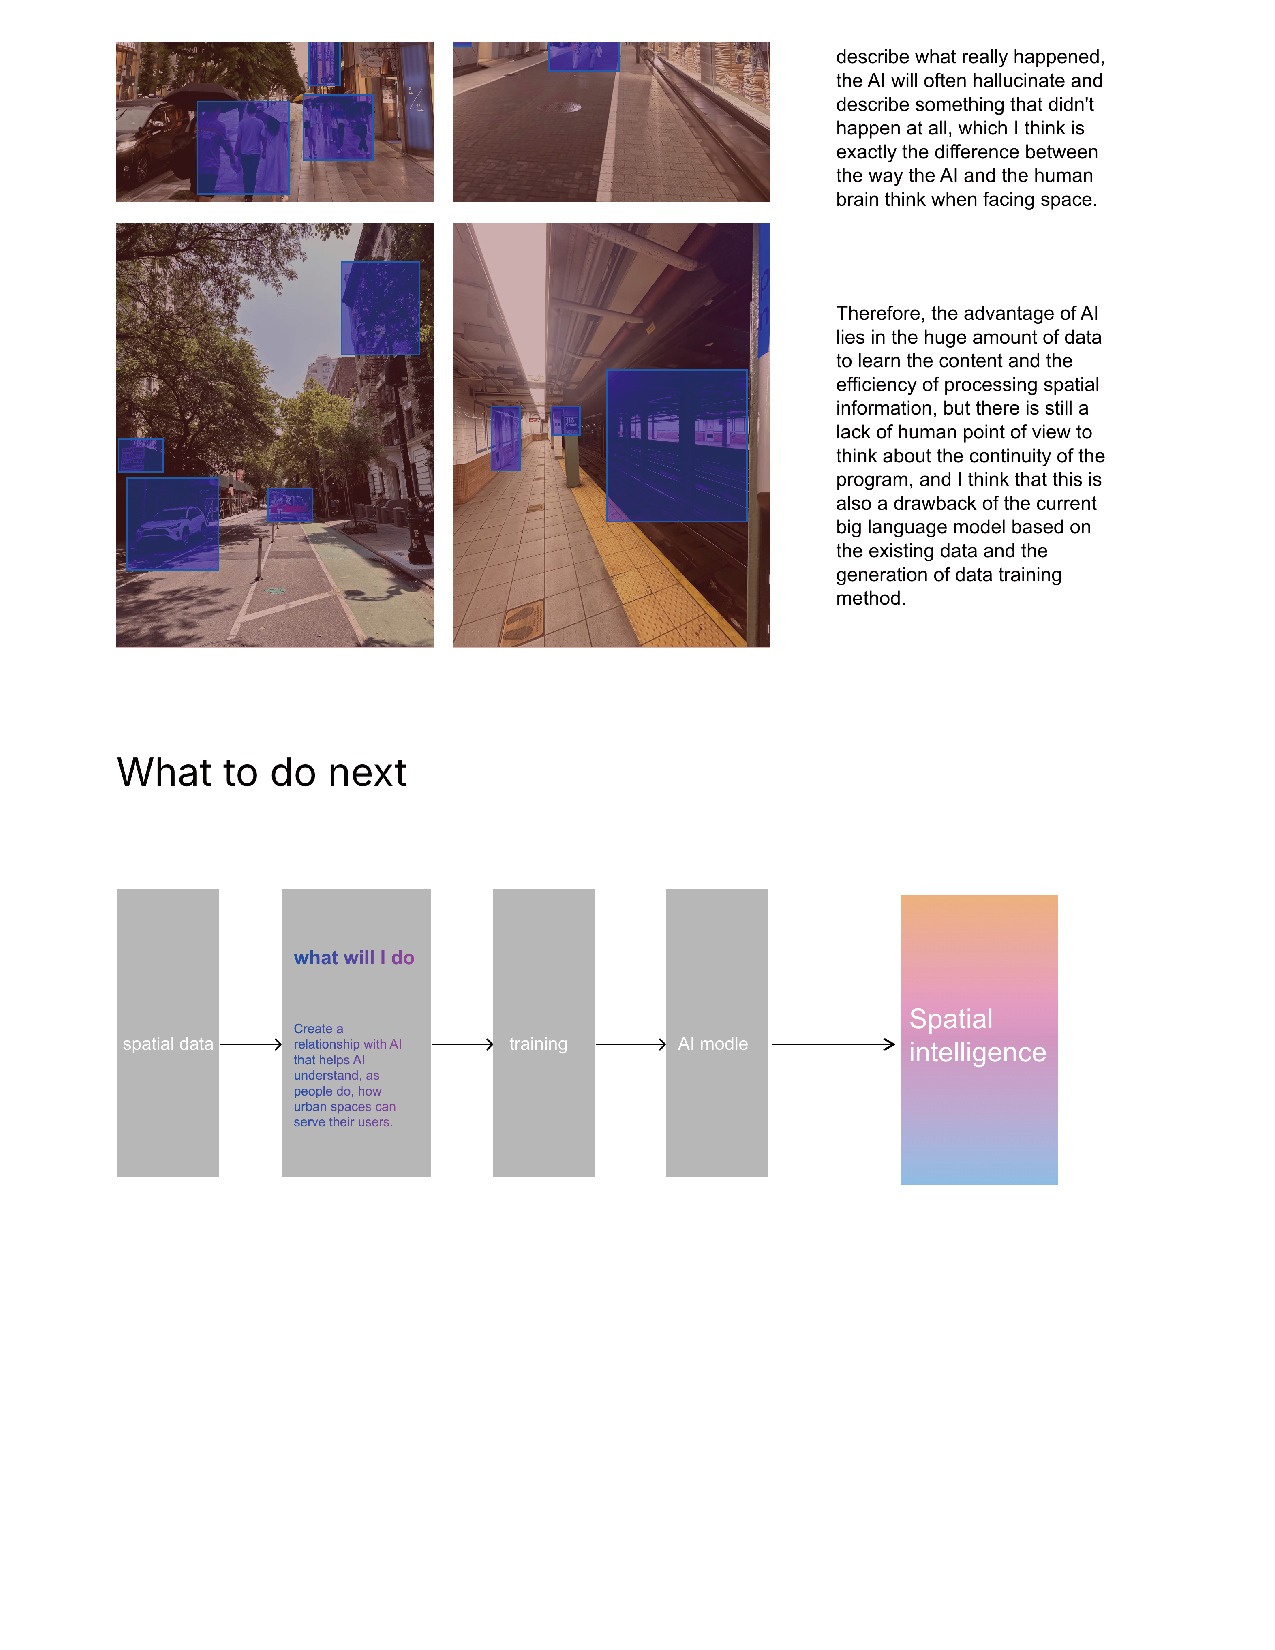 describe what really happened,
the AI will often hallucinate and
describe something that didn't
happen at all, which I think is
exactly the difference between
the way the AI and the human
brain think when facing space.
Therefore, the advantage of AI
lies in the huge amount of data
to learn the content and the
efficiency of processing spatial
information, but there is still a
lack of human point of view to
think about the continuity of the
program, and I think that this is
also a drawback of the current
big language model based on
the existing data and the
generation of data training
method.
What to do next
spatial data
what will I do
Create a
relationship with AI
that helps AI
understand, as
people do, how
urban spaces can
serve their users.
training
AI modle
Spatial
intelligence